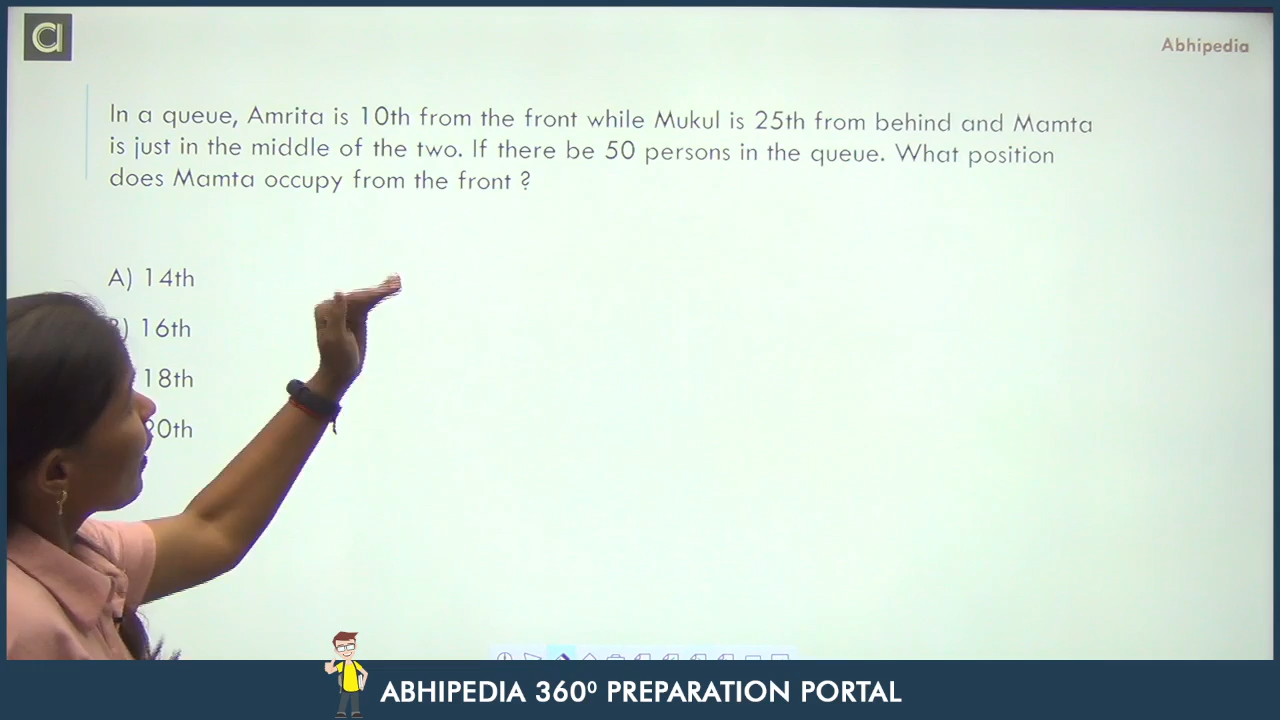 Abhipedia
In a queue, Amrita is 10th from the front while Mukul is 25th from behind and Mamta
is just in the middle of the two. If there be 50 persons in the queue. What position
does Mamta occupy from the front ?
A) 14th
) 16th
18th
20th
ABHIPEDIA 360⁰ PREPARATION PORTAL